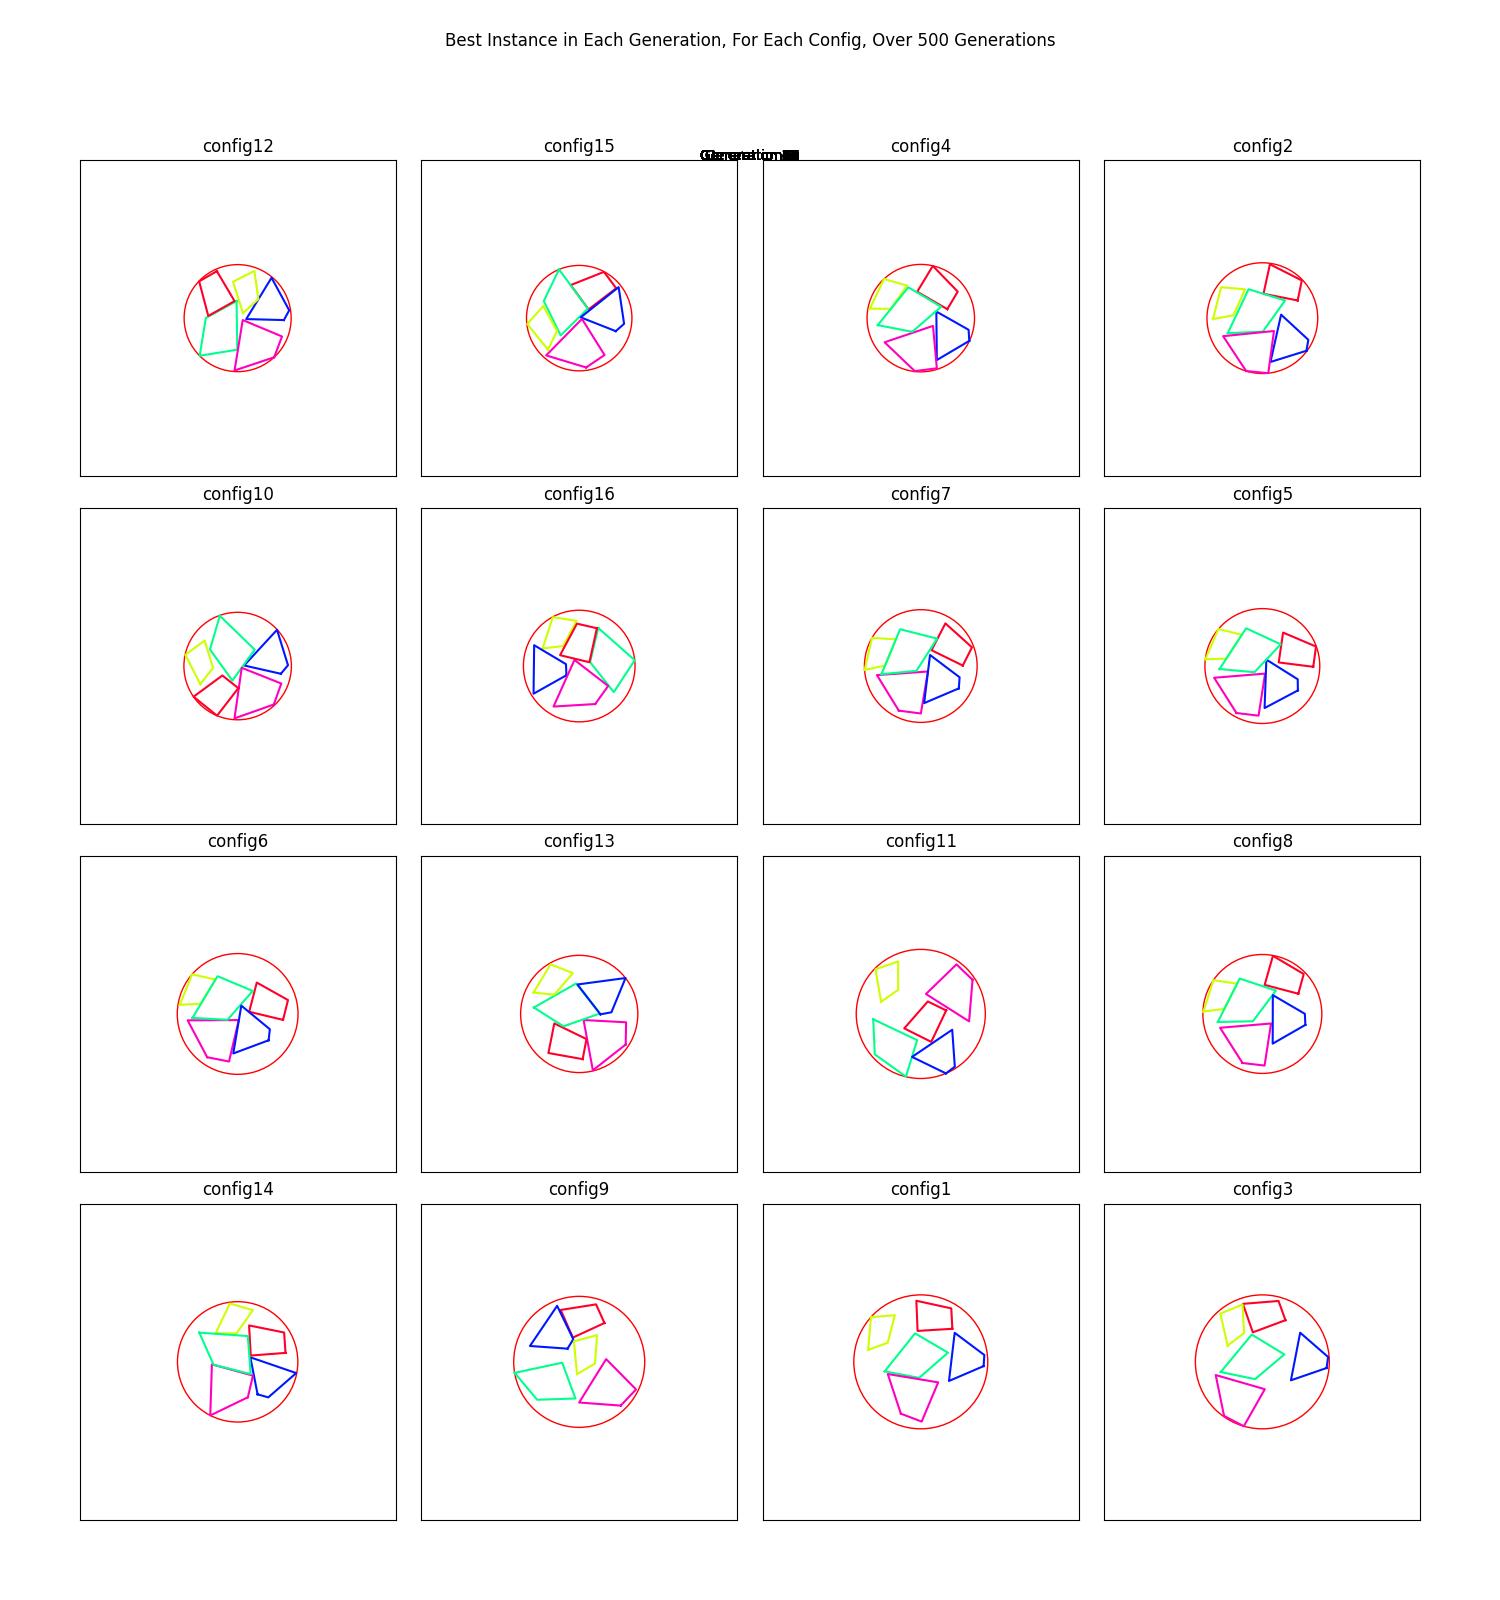 Best Instance in Each Generation, For Each Config, Over 500 Generations
config12
config15
config4
config2
config10
config16
config7
config5
config6
config13
config11
config8
config14
config9
config1
config3